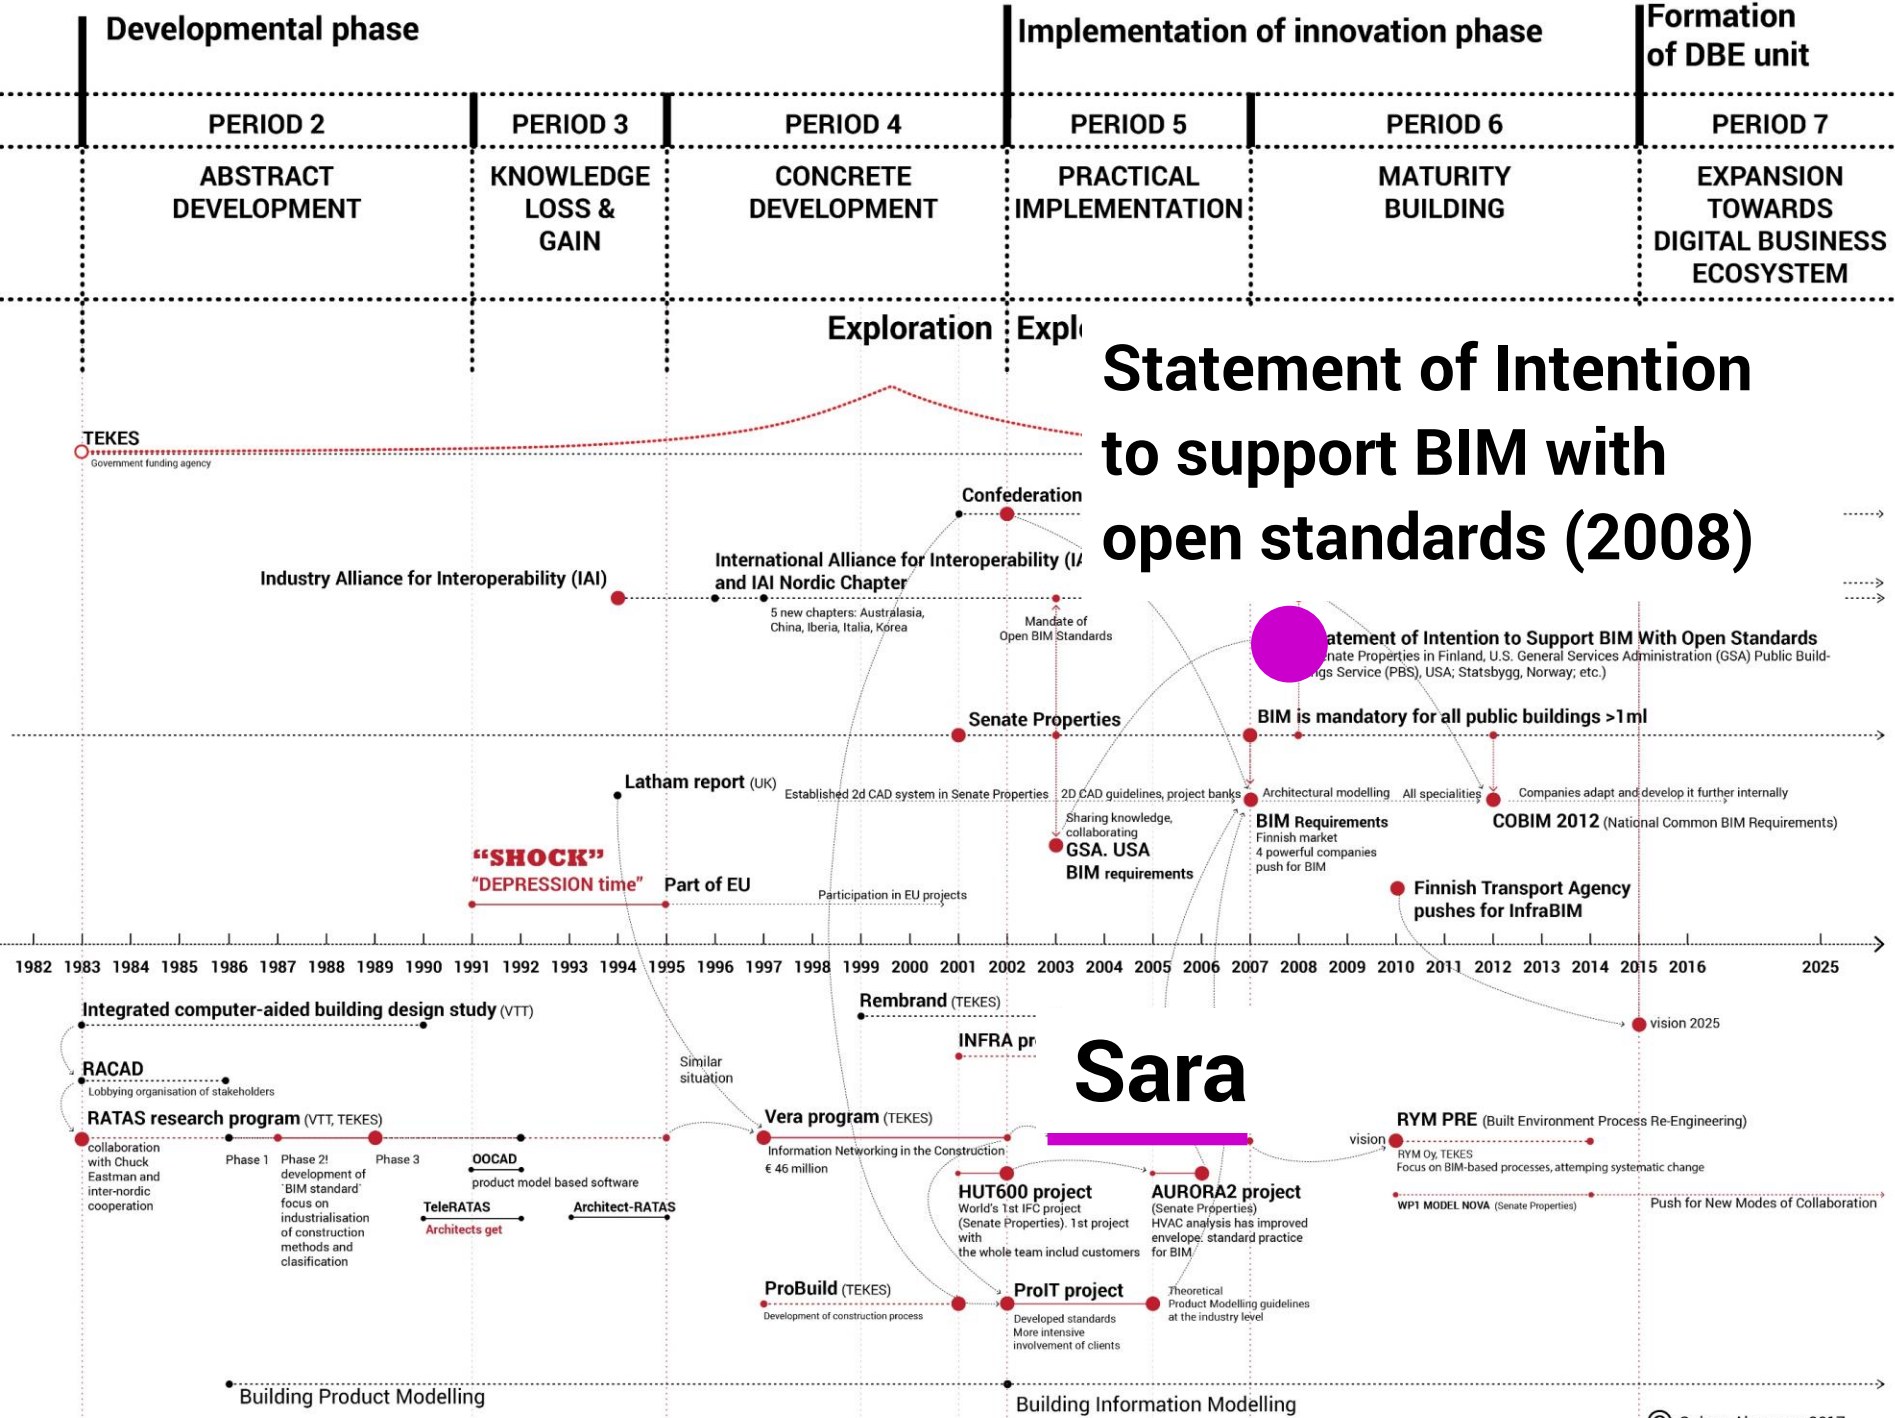 Developmental phase
Implementation of innovation phase
Formation
of DBE unit
PERIOD 2
PERIOD 3
PERIOD 4
PERIOD 5
PERIOD 6
PERIOD 7
ABSTRACT
DEVELOPMENT
KNOWLEDGE
LOSS &
GAIN
CONCRETE
DEVELOPMENT
PRACTICAL
IMPLEMENTATION
MATURITY
BUILDING
EXPANSION
TOWARDS
DIGITAL BUSINESS
ECOSYSTEM
Exploration
Statement of Intention
to support BIM with
open standards (2008)
TEKES
Government funding agency
Confederation
Industry Alliance for Interoperability (IAI)
International Alliance for Interoperability
and IAI Nordic Chapter
5 new chapters: Australasia,
China, Iberia, Italia, Korea
Mandate of
Open BIM Standards
atement of Intention to Support BIM With Open Standards
enate Properties in Finland, U.S. General Services Administration (GSA) Public Build-
ngs Service (PBS), USA; Statsbygg, Norway; etc.)
Senate Properties
BIM is mandatory for all public buildings >1ml
Latham report (UK)
Established 2d CAD system in Senate Properties
2D CAD guidelines, project banks
Architectural modelling
All specialities
Companies adapt and develop it further internally
Sharing knowledge,
collaborating
GSA. USA
BIM requirements
BIM Requirements
Finnish market
4 powerful companies
push for BIM
COBIM 2012 (National Common BIM Requirements)
“SHOCK”
“DEPRESSION time”
Part of EU
Participation in EU projects
Finnish Transport Agency
pushes for InfraBIM
1982 1983 1984 1985 1986 1987 1988 1989 1990 1991 1992 1993 1994 1995 1996 1997 1998 1999 2000 2001 2002 2003 2004 2005 2006 2007 2008 2009 2010 2011 2012 2013 2014 2015 2016 2025
Integrated computer-aided building design study (VTT)
Rembrand (TEKES)
vision 2025
INFRA
Sara
RACAD
Lobbying organisation of stakeholders
Similar
situation
RATAS research program (VTT, TEKES)
collaboration
with Chuck
Eastman and
inter-nordic
cooperation
Phase 1
Phase 2!
development of
`BIM standard`
focus on
industrialisation
of construction
methods and
clasification
Phase 3
OOCAD
product model based software
TeleRATAS
Architects get
Architect-RATAS
Vera program (TEKES)
Information Networking in the Construction
€ 46 million
vision
RYM PRE (Built Environment Process Re-Engineering)
RYM Oy, TEKES
Focus on BIM-based processes, attemping systematic change
HUT600 project
World's 1st IFC project
(Senate Properties). 1st project
with
the whole team includ customers
AURORA2 project
(Senate Properties)
HVAC analysis has improved
envelope: standard practice
for BIM
WP1 MODEL NOVA (Senate Properties)
Push for New Modes of Collaboration
ProBuild (TEKES)
Development of construction process
ProIT project
Developed standards
More intensive
involvement of clients
Theoretical
Product Modelling guidelines
at the industry level
Building Product Modelling
Building Information Modelling